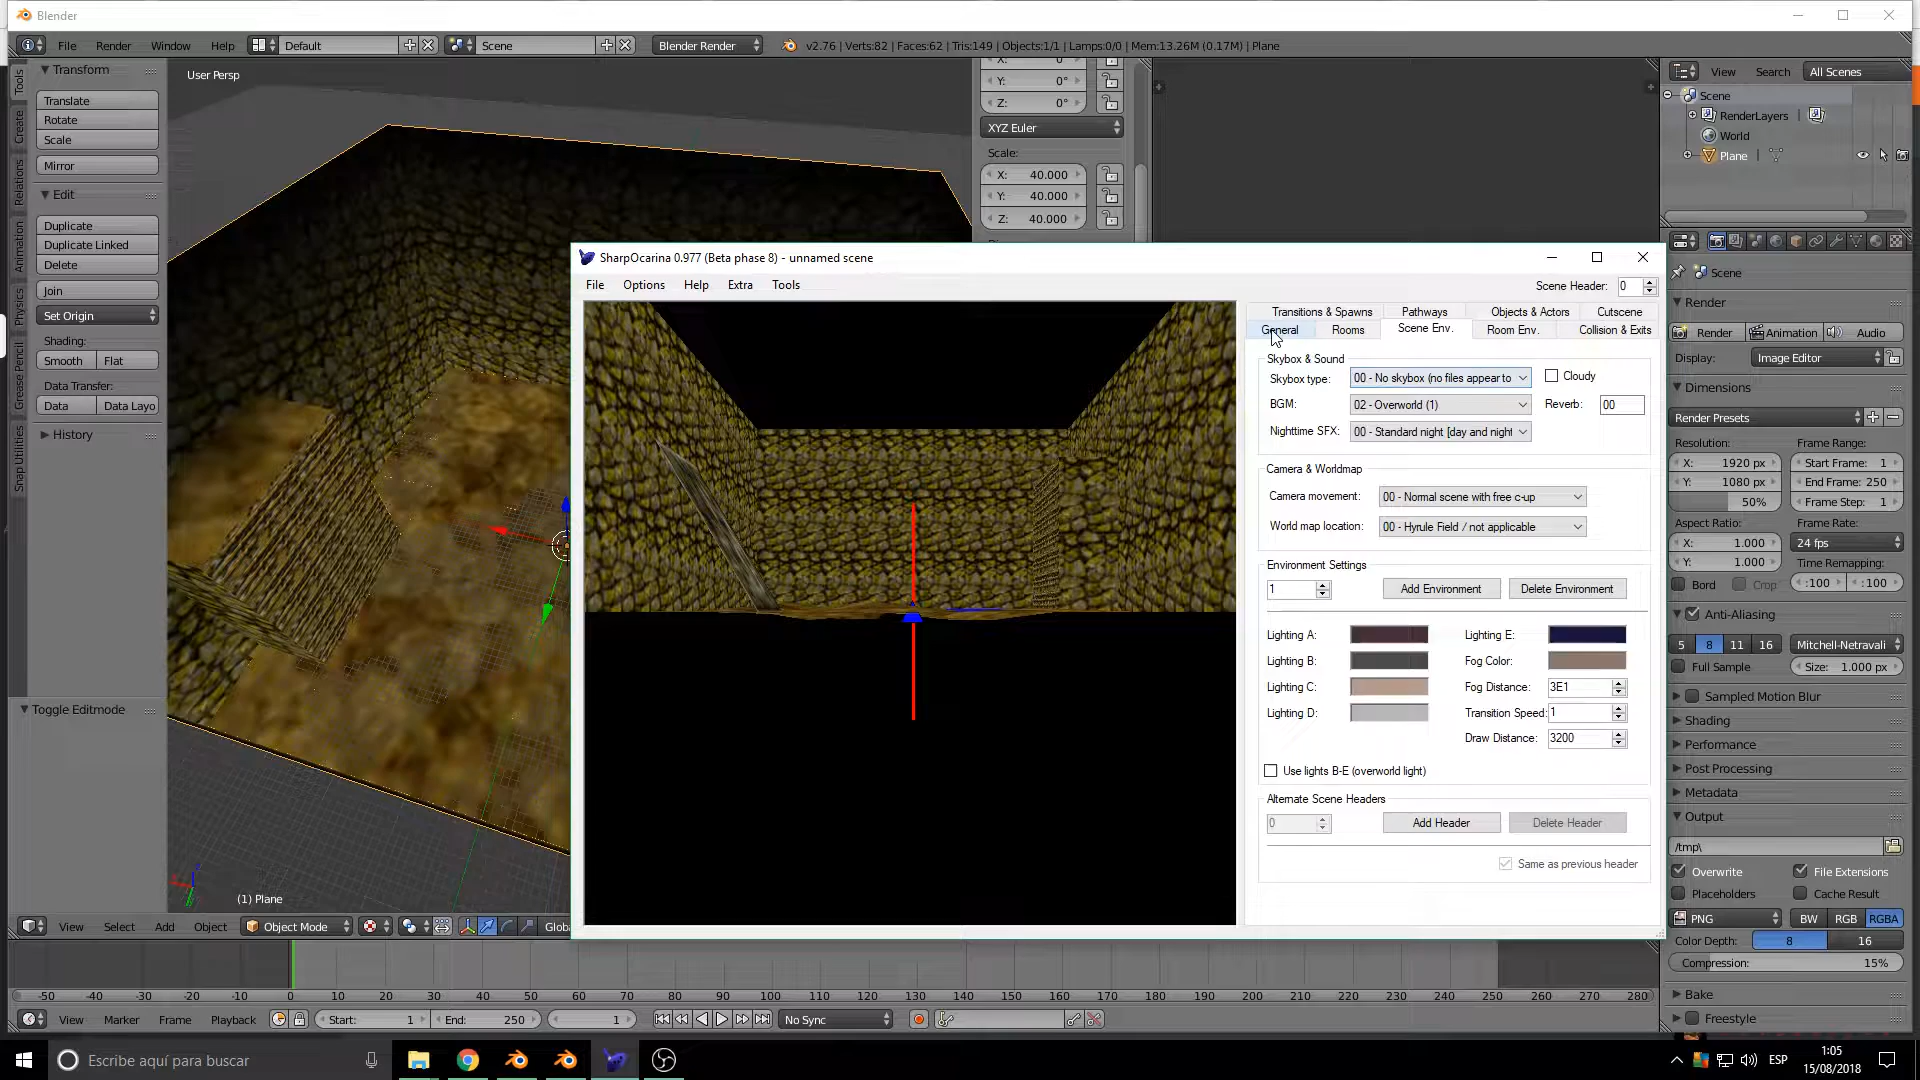 Blender
File Render Window Help Default Scene Blender Render v2.76 | Verts:82 | Faces:62 | Tris:149 | Objects:1/1 | Lamps:0/0 | Mem:13.26M (0.17M) | Plane
Tools
Create
Relations
Animation
Physics
Grease Pencil
Snap Utilities
Transform
Translate
Rotate
Scale
Mirror
Edit
Duplicate
Duplicate Linked
Delete
Join
Set Origin
Shading:
Smooth Flat
Data Transfer:
Data Data Layo
History
Toggle Editmode
User Persp
(1) Plane
X: 0°
Y: 0°
Z: 0°
XYZ Euler
Scale:
X: 40.000
Y: 40.000
Z: 40.000
SharpOcarina 0.977 (Beta phase 8) - unnamed scene
File Options Help Extra Tools
Scene Header: 0
Transitions & Spawns Pathways Objects & Actors Cutscene
General Rooms Scene Env. Room Env. Collision & Exits
Skybox & Sound
Skybox type: 00 - No skybox (no files appear to Cloudy
BGM: 02 - Overworld (1) Reverb: 00
Nighttime SFX: 00 - Standard night [day and night
Camera & Worldmap
Camera movement: 00 - Normal scene with free c-up
World map location: 00 - Hyrule Field / not applicable
Environment Settings
1 Add Environment Delete Environment
Lighting A: Lighting E:
Lighting B: Fog Color:
Lighting C: Fog Distance: 3E1
Lighting D: Transition Speed: 1
Draw Distance: 3200
Use lights B-E (overworld light)
Alternate Scene Headers
0 Add Header Delete Header
Same as previous header
View Search All Scenes
Scene
RenderLayers
World
Plane
Scene
Render
Render Animation Audio
Display: Image Editor
Dimensions
Render Presets
Resolution: Frame Range:
X: 1920 px Start Frame: 1
Y: 1080 px End Frame: 250
50% Frame Step: 1
Aspect Ratio: Frame Rate:
X: 1.000 24 fps
Y: 1.000 Time Remapping:
Bord Crop :100 :100
Anti-Aliasing
5 8 11 16 Mitchell-Netravali
Full Sample Size: 1.000 px
Sampled Motion Blur
Shading
Performance
Post Processing
Metadata
Output
/tmp\
Overwrite File Extensions
Placeholders Cache Result
PNG BW RGB RGBA
Color Depth: 8 16
Compression: 15%
Bake
Freestyle
View Select Add Object Object Mode Globa
-50 -40 -30 -20 -10 0 10 20 30 40 50 60 70 80 90 100 110 120 130 140 150 160 170 180 190 200 210 220 230 240 250 260 270 280
View Marker Frame Playback Start: 1 End: 250 1 No Sync
Escribe aquí para buscar
ESP
1:05
15/08/2018